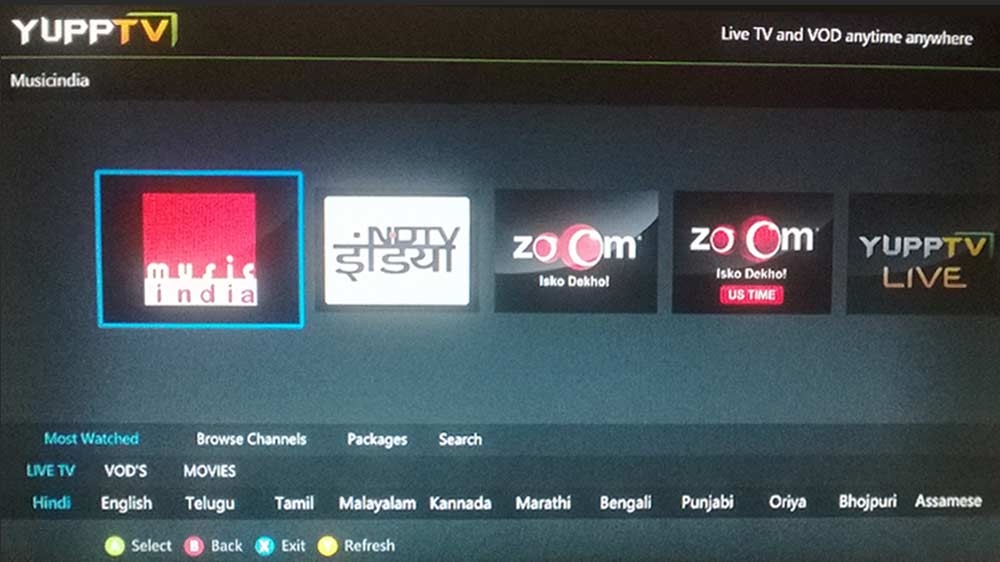 YUPPTV
Live TV and VOD anytime anywhere
Musicindia
music
india
NDTV
इंडिया
zoOm
Isko Dekho!
zoOm
Isko Dekho!
US TIME
YUPPTV
LIVE
Most Watched Browse Channels Packages Search
LIVE TV VOD'S MOVIES
Hindi English Telugu Tamil Malayalam Kannada Marathi Bengali Punjabi Oriya Bhojpuri Assamese
A Select B Back X Exit Y Refresh